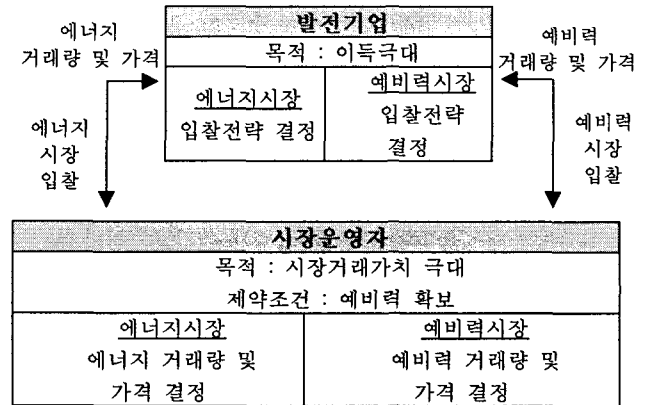 에너지
거래량 및 가격
발전기업
목적 : 이득극대
예비력
거래량 및 가격
에너지시장
입찰전략 결정
예비력시장
입찰전략
결정
에너지
시장
입찰
예비력
시장
입찰
시장운영자
목적 : 시장거래가치 극대
제약조건 : 예비력 확보
에너지시장
에너지 거래량 및
가격 결정
예비력시장
예비력 거래량 및
가격 결정